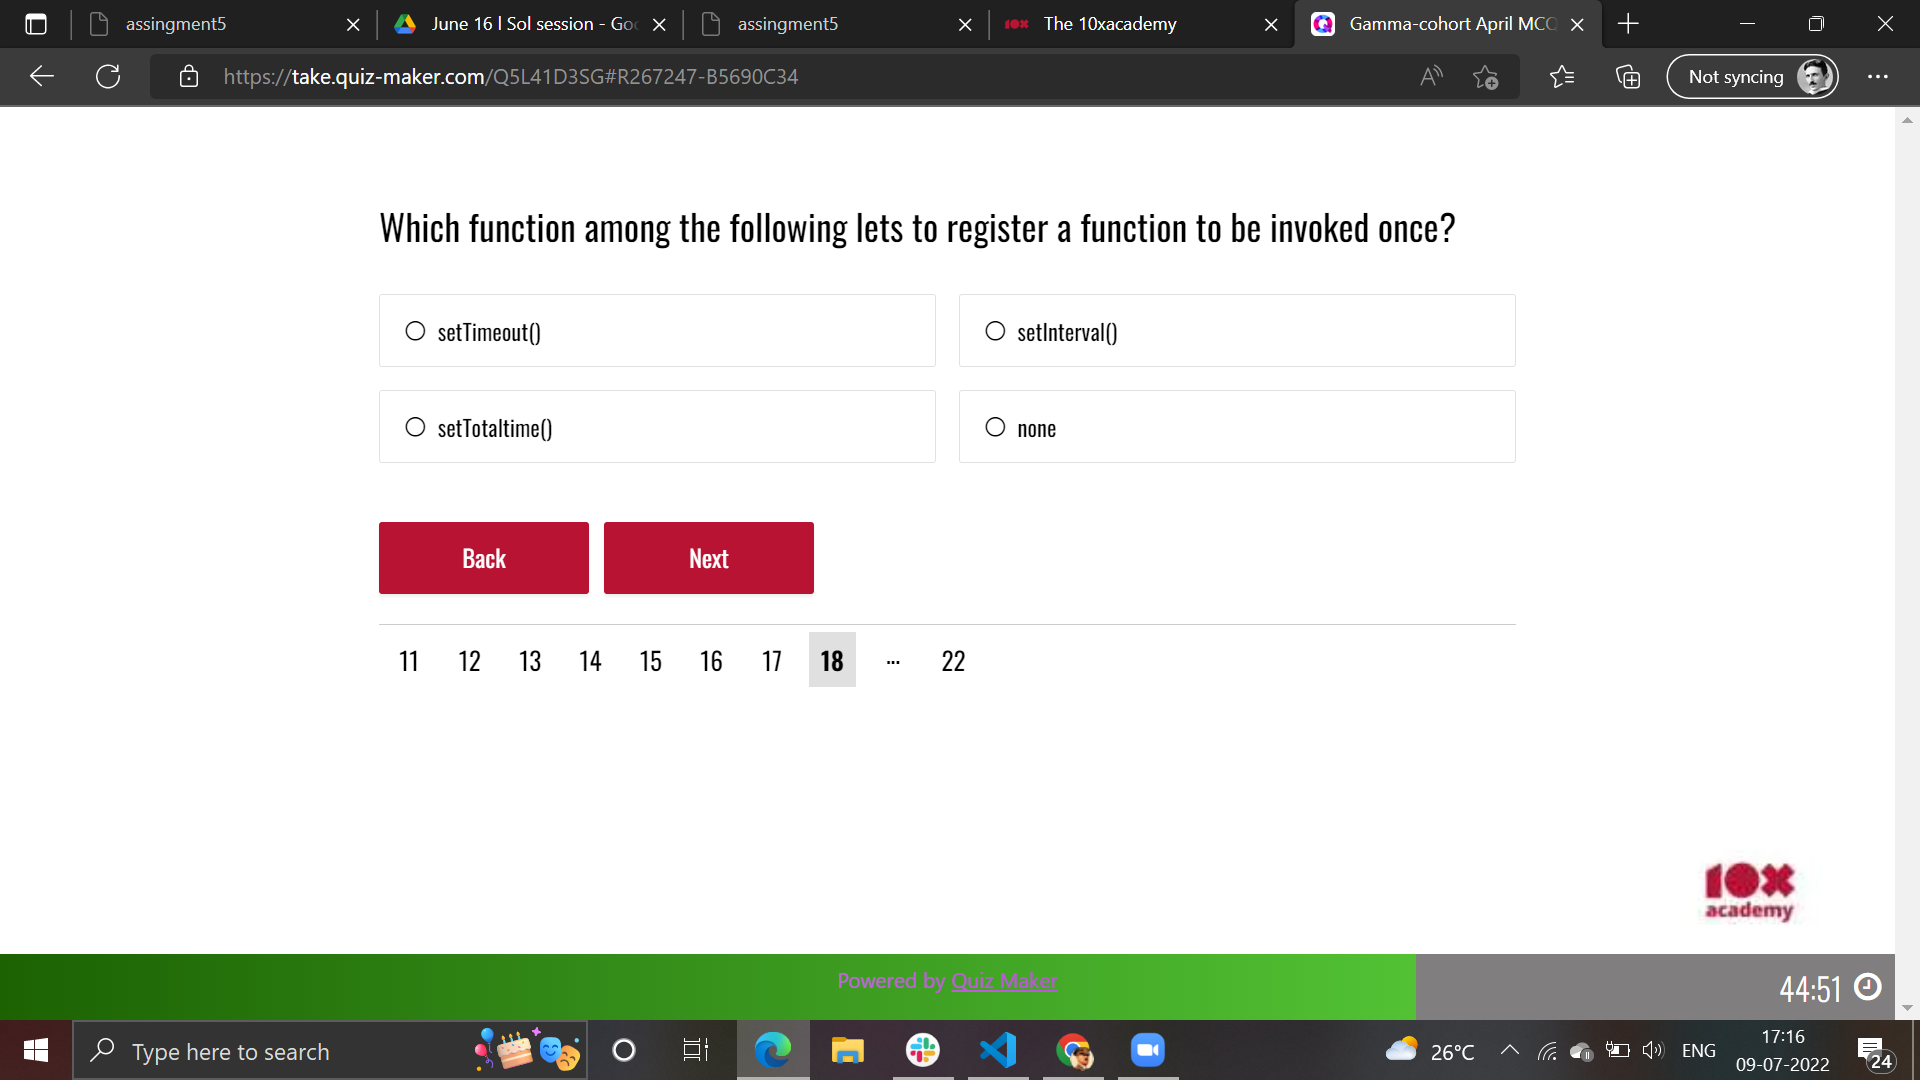 assingment5
June 16 l Sol session - Goo
assingment5
The 10xacademy
Gamma-cohort April MCQ
https://take.quiz-maker.com/Q5L41D3SG#R267247-B5690C34
Not syncing
Which function among the following lets to register a function to be invoked once?
setTimeout()
setInterval()
setTotaltime()
none
Back
Next
11 12 13 14 15 16 17 18 ... 22
10x
academy
Powered by Quiz Maker
44:51
Type here to search
26°C
ENG
17:16
09-07-2022
24